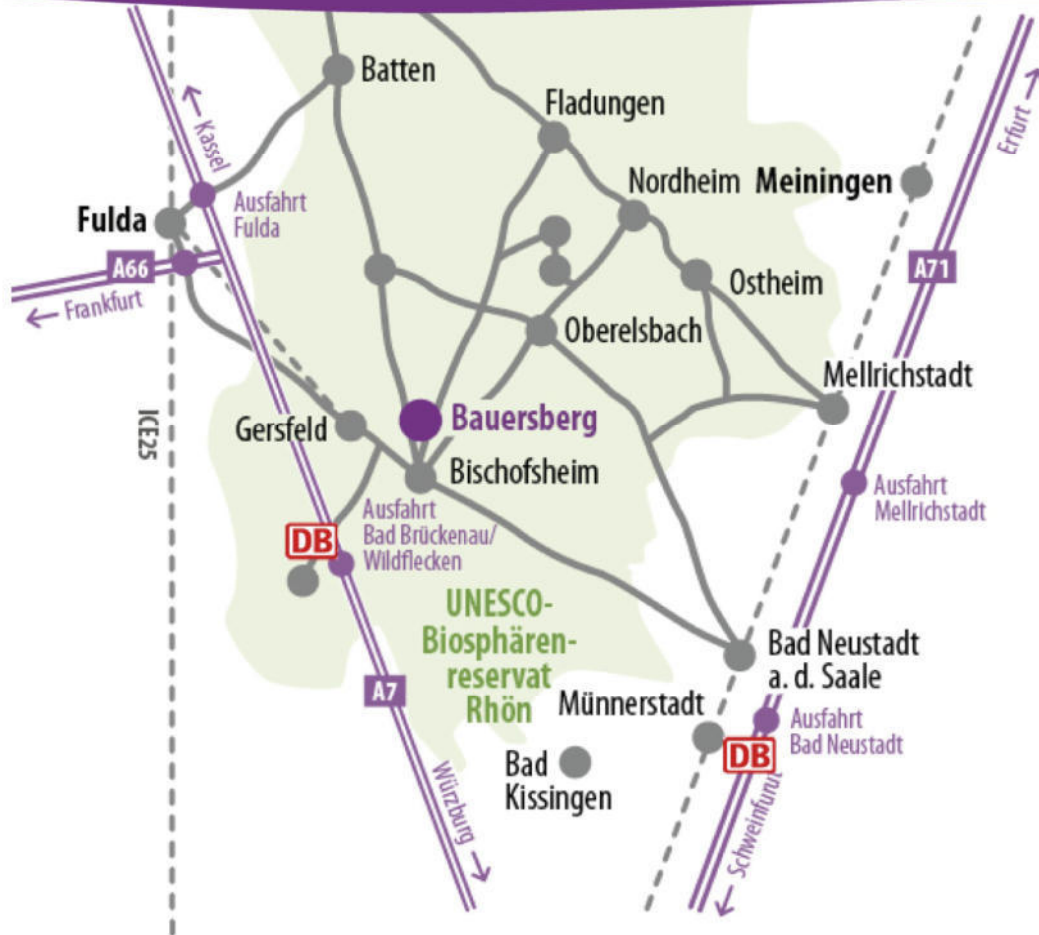 Batten
Fladungen
Kassel
Erfurt
Nordheim
Meiningen
Ausfahrt
Fulda
Fulda
A66
Frankfurt
A71
Ostheim
Oberelsbach
Mellrichstadt
ICE25
Gersfeld
Bauersberg
Bischofsheim
Ausfahrt
Mellrichstadt
Ausfahrt
Bad Brückenau/
Wildflecken
DB
UNESCO-
Biosphären-
reservat
Rhön
Bad Neustadt
a. d. Saale
A7
Münnerstadt
Ausfahrt
Bad Neustadt
DB
Bad
Kissingen
Würzburg
Schweinfurut